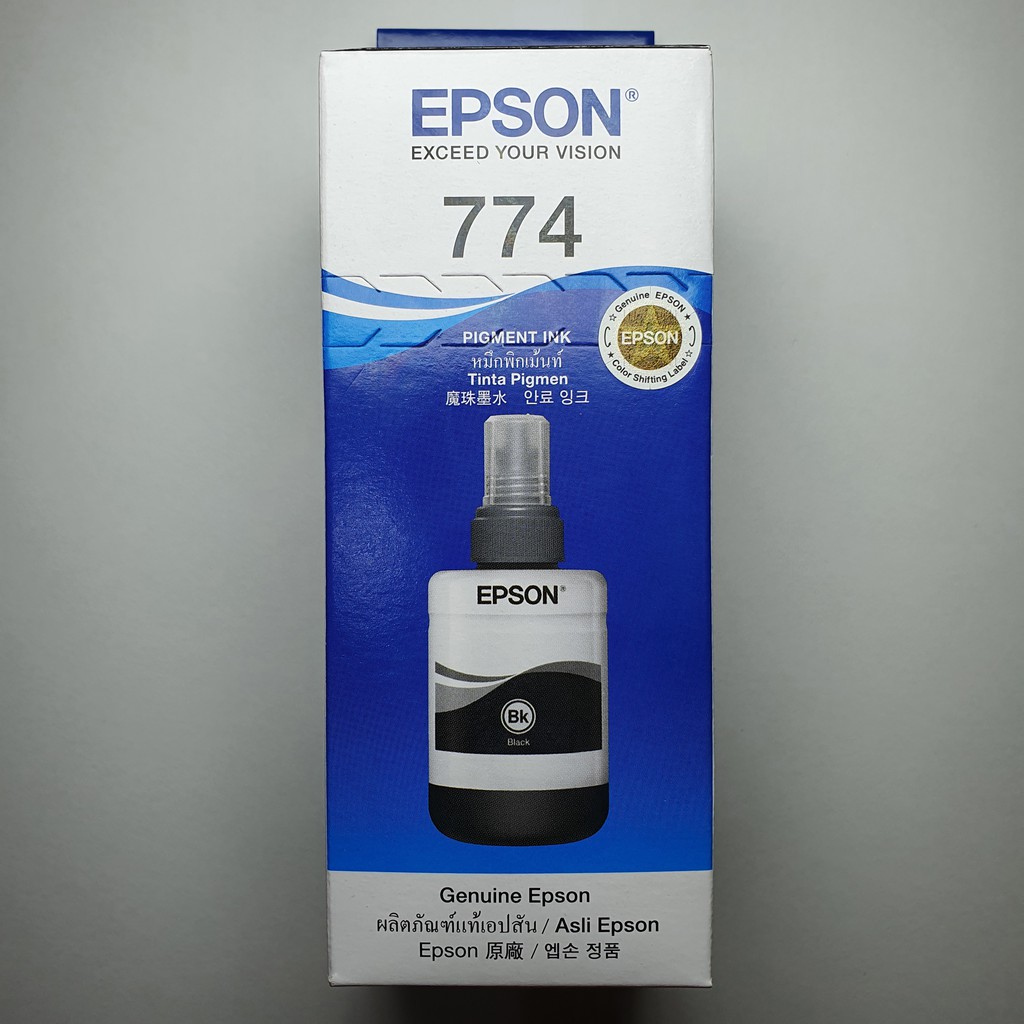 EPSON®
EXCEED YOUR VISION
774
☆ Genuine EPSON ★
EPSON
★ Color Shifting Label ☆
PIGMENT INK
หมึกพิกเม้นท์
Tinta Pigmen
魔珠墨水 안료 잉크
EPSON®
Bk
Black
Genuine Epson
ผลิตภัณฑ์แท้เอปสัน / Asli Epson
Epson 原廠 / 엡손 정품